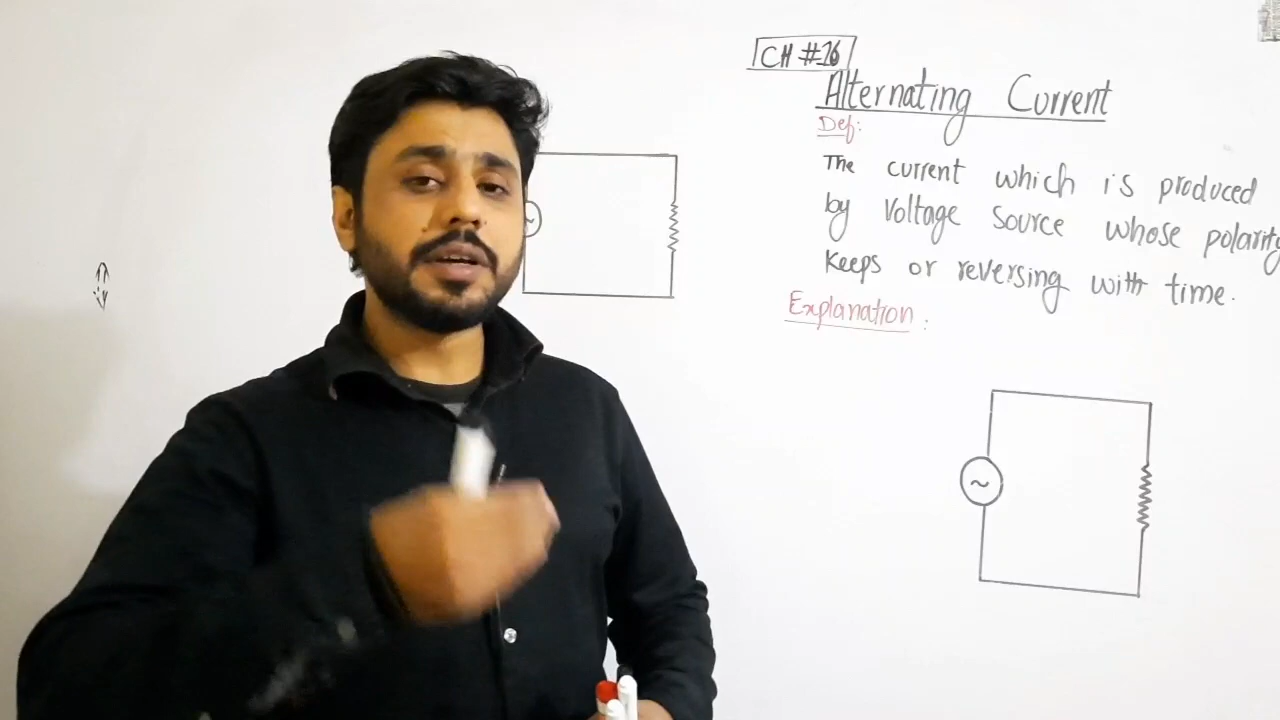 CH #26
Alternating Current
Def:
The current which is produced
by Voltage source whose polarity
Keeps or reversing with time.
Explanation:
~
~